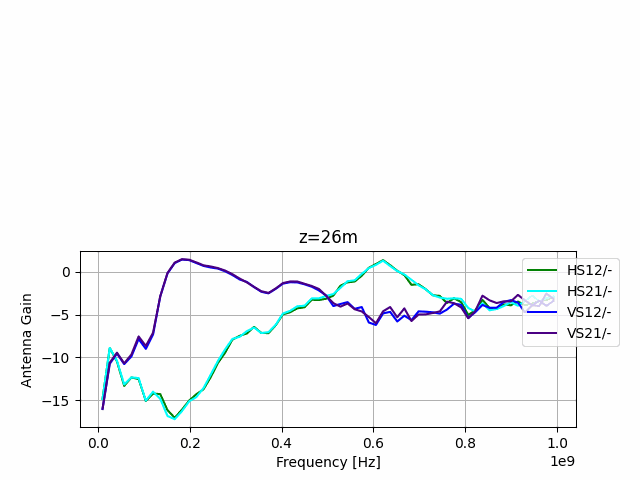 z=26m
Antenna Gain
0
−5
−10
−15
0.0
0.2
0.4
0.6
0.8
1.0
1e9
Frequency [Hz]
HS12/-
HS21/-
VS12/-
VS21/-